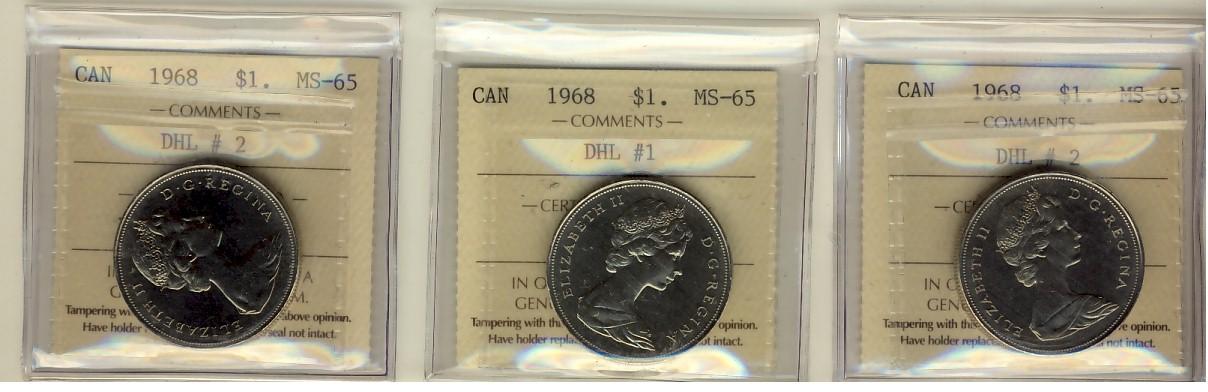 CAN 1968 $1. MS-65
— COMMENTS —
DHL # 2
D·G·REGINA
ELIZABETH II
Tampering w
above opinion.
Have holder
seal not intact.
CAN 1968 $1. MS-65
— COMMENTS —
DHL #1
— CER
ELIZABETH II
D·G·REGINA
IN
GEN
Tampering with th
opinion.
Have holder repla
not intact.
CAN 1968 $1. MS-65
— COMMENTS —
DHL # 2
— CE
ELIZABETH II
D·G·REGINA
IN
GEN
Tampering with this
opinion.
Have holder replac
not intact.